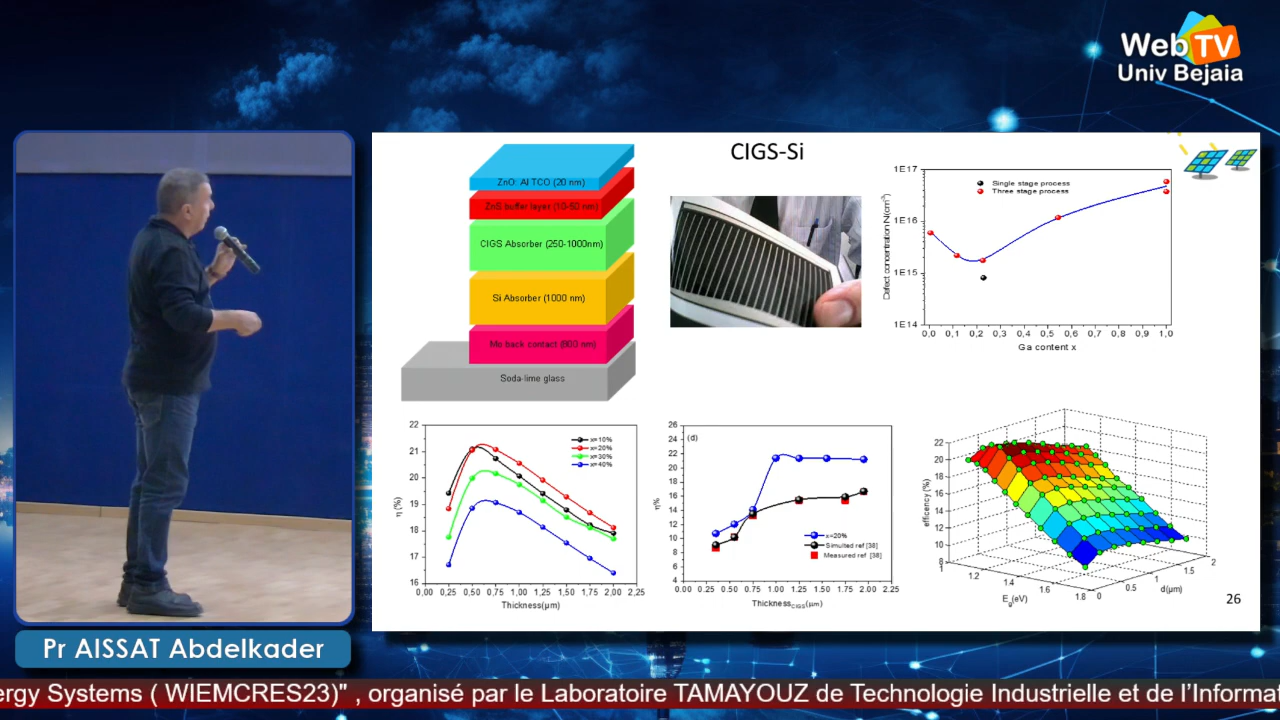 Web TV
Univ Bejaia
CIGS-Si
ZnO: Al TCO (20 nm)
ZnS buffer layer (10-50 nm)
CIGS Absorber (250-1000nm)
Si Absorber (1000 nm)
Mo back contact (800 nm)
Soda-lime glass
1E17
1E16
1E15
1E14
Defect concentration N(cm⁻³)
Single stage process
Three stage process
0,0 0,1 0,2 0,3 0,4 0,5 0,6 0,7 0,8 0,9 1,0
Ga content x
22
21
20
19
18
17
16
η (%)
x=10%
x=20%
x=30%
x=40%
0,00 0,25 0,50 0,75 1,00 1,25 1,50 1,75 2,00 2,25
Thickness(µm)
26
24
22
20
18
16
14
12
10
8
6
4
η%
(d)
x=20%
Simulted ref [38]
Measured ref [38]
0.00 0.25 0.50 0.75 1.00 1.25 1.50 1.75 2.00 2.25
Thickness CIGS (µm)
22
20
18
16
14
12
10
8
efficency (%)
1 1.2 1.4 1.6 1.8
Eg(eV)
0 0.5 1 1.5 2
d(µm)
26
Pr AISSAT Abdelkader
ergy Systems ( WIEMCRES23)" , organisé par le Laboratoire TAMAYOUZ de Technologie Industrielle et de l'Informat